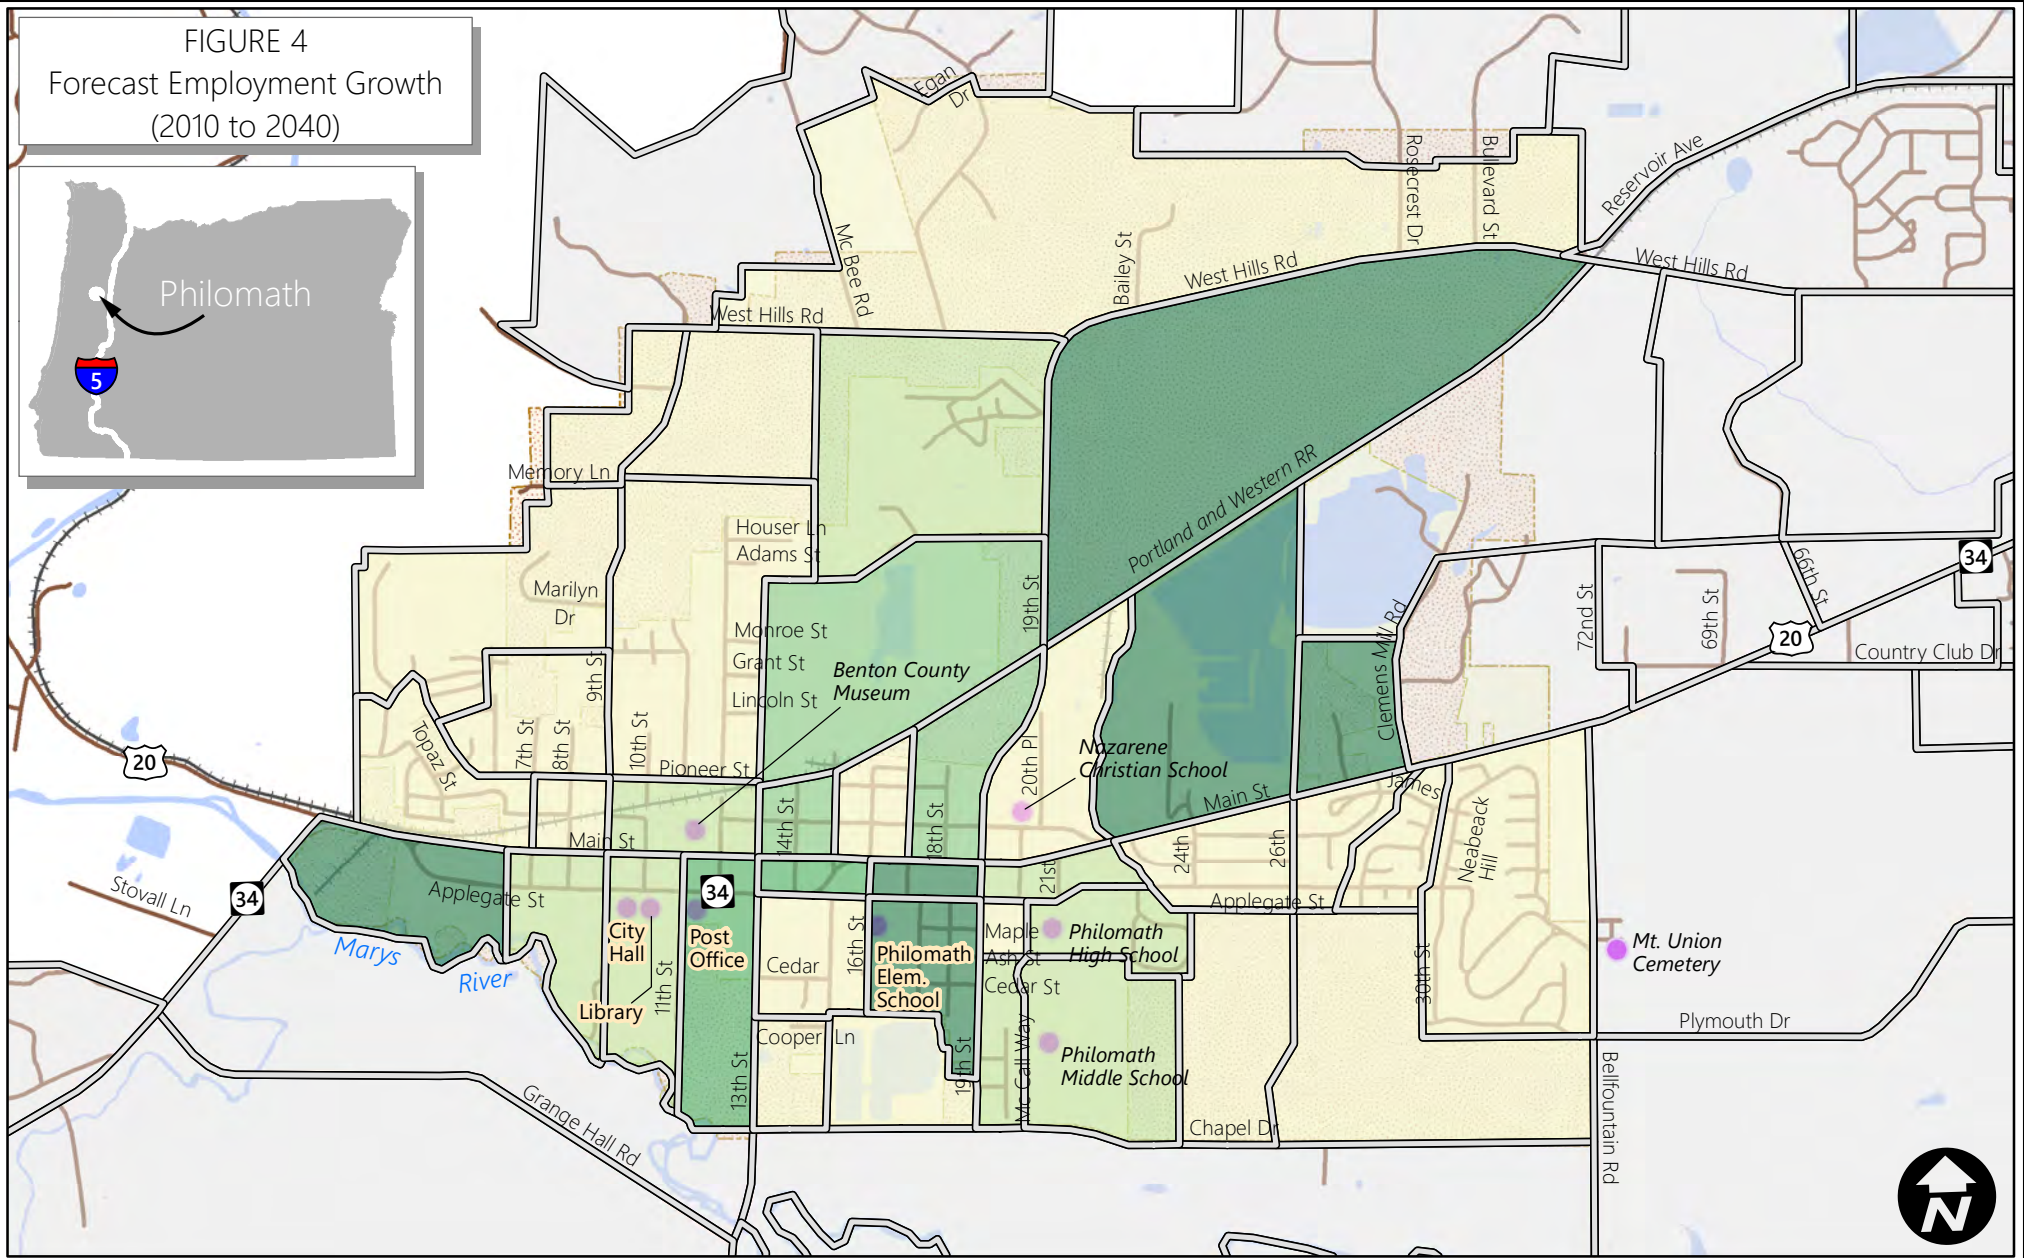 FIGURE 4
Forecast Employment Growth
(2010 to 2040)
Philomath
5
Egan
Dr
Rosecrest Dr
Bullevard St
Reservoir Ave
Mc Bee Rd
Bailey St
West Hills Rd
West Hills Rd
West Hills Rd
Memory Ln
Portland and Western RR
Houser Ln
Adams St
Marilyn
Dr
19th St
Monroe St
Grant St
Lincoln St
Benton County
Museum
9th St
Clemens Mill Rd
72nd St
69th St
66th St
34
20
Country Club Dr
Topaz St
7th St
8th St
10th St
Pioneer St
20th Pl
Nazarene
Christian School
20
Main St
James
Main St
14th St
18th St
24th
26th
Neabeack
Hill
21st
Stovall Ln
34
Applegate St
34
Applegate St
City
Hall
Post
Office
16th St
Philomath
Elem.
School
Maple
Ash St
Cedar St
Philomath
High School
Mt. Union
Cemetery
Marys
River
Cedar
11th St
Library
30th St
Plymouth Dr
Cooper Ln
13th St
19th St
Mc Call Way
Philomath
Middle School
Grange Hall Rd
Chapel Dr
Bellfountain Rd
N